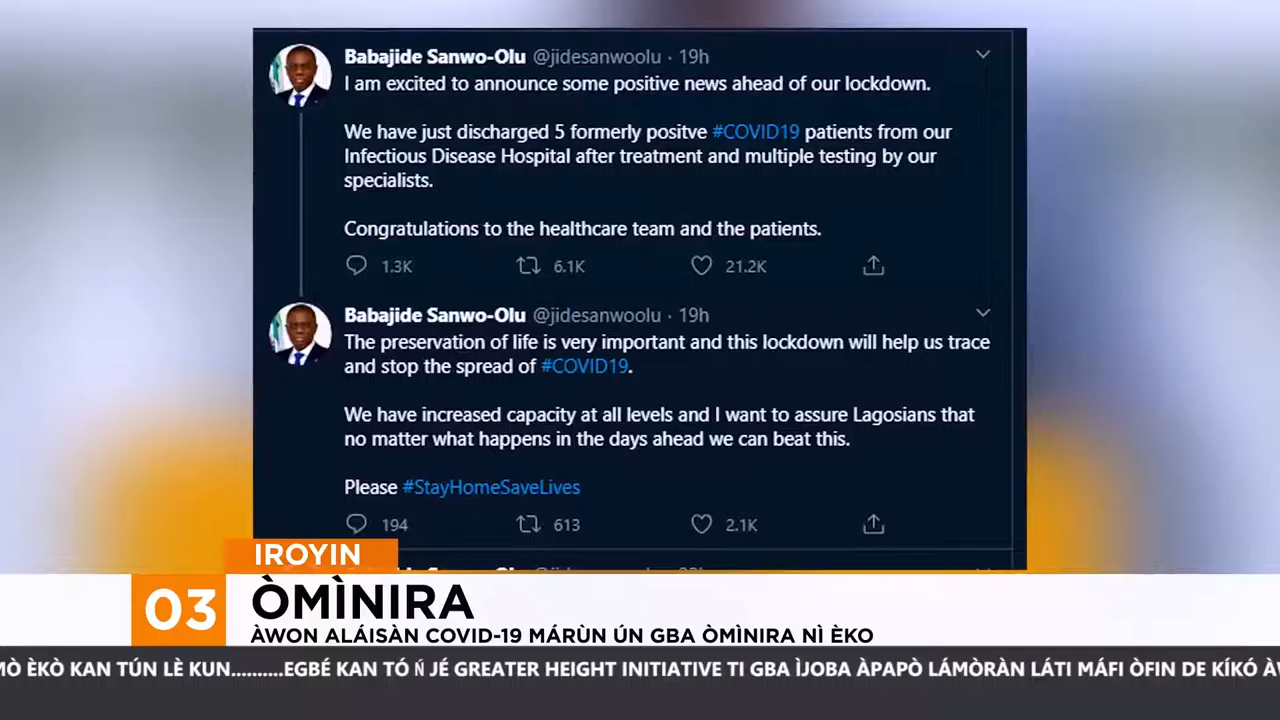 Babajide Sanwo-Olu @jidesanwoolu · 19h
I am excited to announce some positive news ahead of our lockdown.
We have just discharged 5 formerly positve #COVID19 patients from our
Infectious Disease Hospital after treatment and multiple testing by our
specialists.
Congratulations to the healthcare team and the patients.
1.3K 6.1K 21.2K
Babajide Sanwo-Olu @jidesanwoolu · 19h
The preservation of life is very important and this lockdown will help us trace
and stop the spread of #COVID19.
We have increased capacity at all levels and I want to assure Lagosians that
no matter what happens in the days ahead we can beat this.
Please #StayHomeSaveLives
194 613 2.1K
IROYIN
03
ÒMÌNIRA
ÀWON ALÁISÀN COVID-19 MÁRÙN ÚN GBA ÒMÌNIRA NÌ ÈKO
MÒ ÈKÒ KAN TÚN LÈ KUN..........EGBÉ KAN TÓ Ń JÉ GREATER HEIGHT INITIATIVE TI GBA ÌJOBA ÀPAPÒ LÁMÒRÀN LÁTI MÁFI ÒFIN DE KÍKÓ